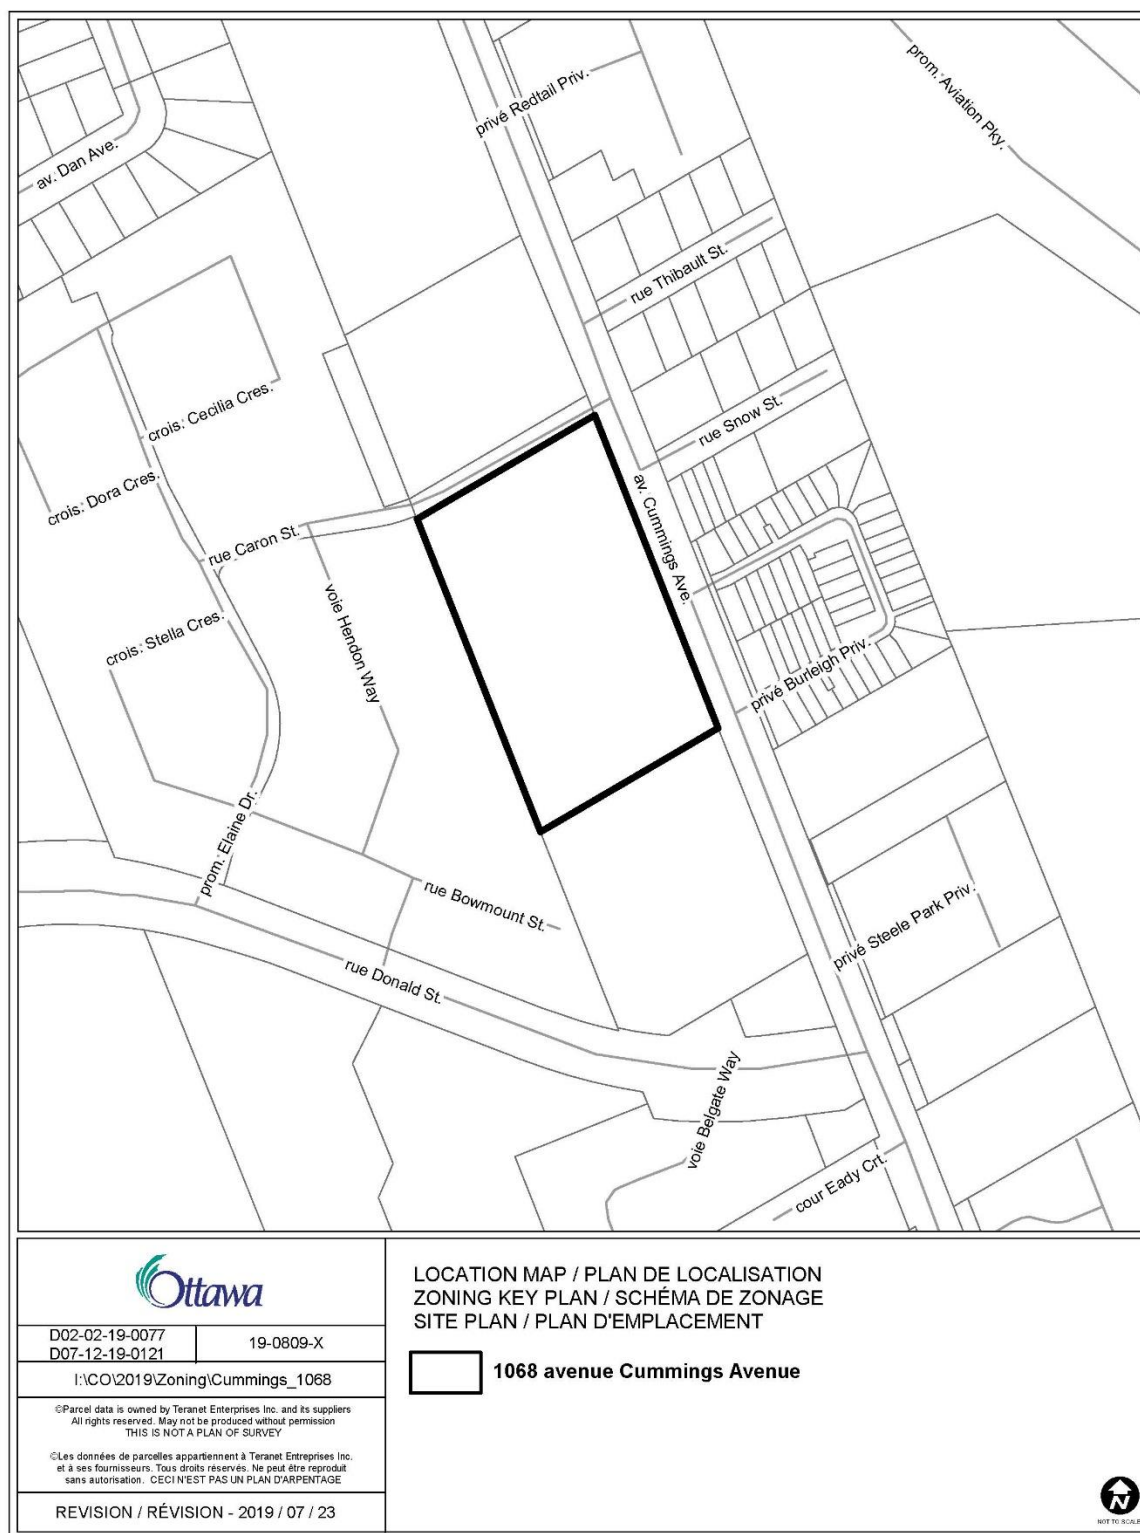 privé Redtail Priv.
prom. Aviation Pky.
av. Dan Ave.
rue Thibault St.
crois. Cecilia Cres.
rue Snow St.
crois. Dora Cres.
av. Cummings Ave.
rue Caron St.
voie Hendon Way
crois. Stella Cres.
privé Burleigh Priv.
prom. Elaine Dr.
rue Bowmount St.
privé Steele Park Priv.
rue Donald St.
voie Belgate Way
cour Eady Crt.
Ottawa
D02-02-19-0077
D07-12-19-0121
19-0809-X
I:\CO\2019\Zoning\Cummings_1068
©Parcel data is owned by Teranet Enterprises Inc. and its suppliers
All rights reserved. May not be produced without permission
THIS IS NOT A PLAN OF SURVEY
©Les données de parcelles appartiennent à Teranet Entreprises Inc.
et à ses fournisseurs. Tous droits réservés. Ne peut être reproduit
sans autorisation. CECI N'EST PAS UN PLAN D'ARPENTAGE
REVISION / RÉVISION - 2019 / 07 / 23
LOCATION MAP / PLAN DE LOCALISATION
ZONING KEY PLAN / SCHÉMA DE ZONAGE
SITE PLAN / PLAN D'EMPLACEMENT
1068 avenue Cummings Avenue
N
NOT TO SCALE